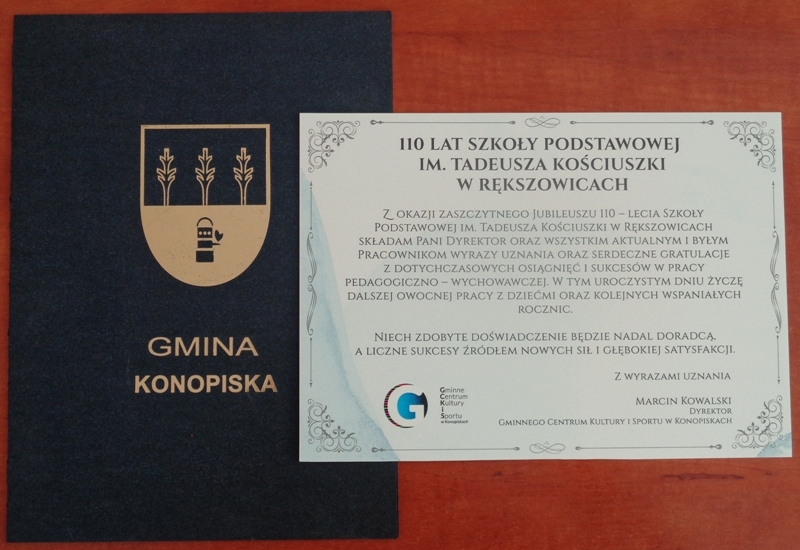 GMINA
KONOPISKA
110 LAT SZKOŁY PODSTAWOWEJ
IM. TADEUSZA KOŚCIUSZKI
W RĘKSZOWICACH
Z OKAZJI ZASZCZYTNEGO JUBILEUSZU 110 – LECIA SZKOŁY
PODSTAWOWEJ IM. TADEUSZA KOŚCIUSZKI W RĘKSZOWICACH
SKŁADAM PANI DYREKTOR ORAZ WSZYSTKIM AKTUALNYM I BYŁYM
PRACOWNIKOM WYRAZY UZNANIA ORAZ SERDECZNE GRATULACJE
Z DOTYCHCZASOWYCH OSIĄGNIĘĆ I SUKCESÓW W PRACY
PEDAGOGICZNO – WYCHOWAWCZEJ. W TYM UROCZYSTYM DNIU ŻYCZĘ
DALSZEJ OWOCNEJ PRACY Z DZIEĆMI ORAZ KOLEJNYCH WSPANIAŁYCH
ROCZNIC.
NIECH ZDOBYTE DOŚWIADCZENIE BĘDZIE NADAL DORADCĄ,
A LICZNE SUKCESY ŹRÓDŁEM NOWYCH SIŁ I GŁĘBOKIEJ SATYSFAKCJI.
Z WYRAZAMI UZNANIA
MARCIN KOWALSKI
DYREKTOR
GMINNEGO CENTRUM KULTURY I SPORTU W KONOPISKACH
G
Gminne
Centrum
Kultury
i
Sportu
w Konopiskach